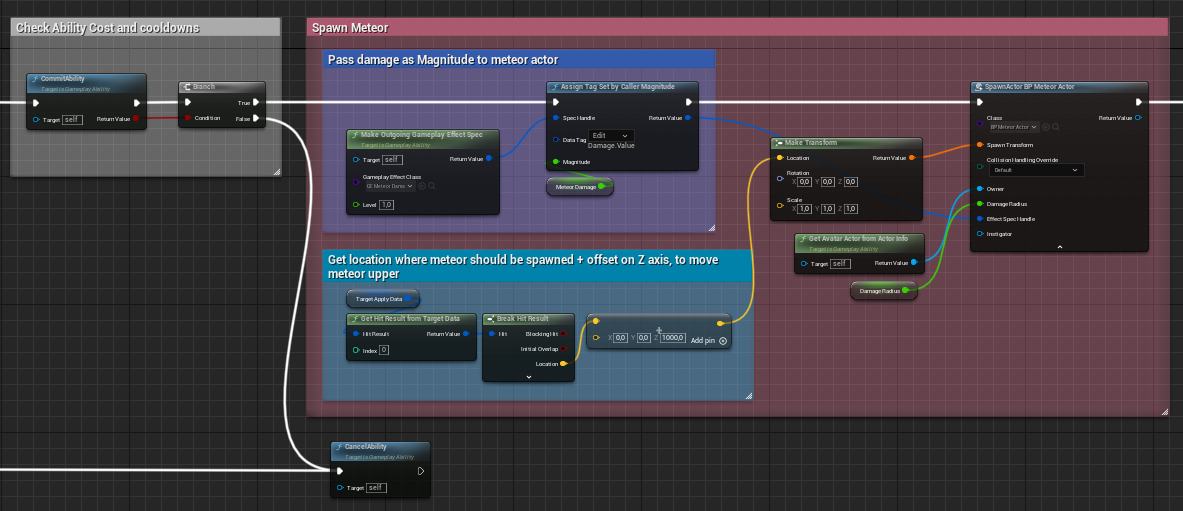 Check Ability Cost and cooldowns
CommitAbility
Target is Gameplay Ability
Target self
Return Value
Branch
True
Condition False
Spawn Meteor
Pass damage as Magnitude to meteor actor
Make Outgoing Gameplay Effect Spec
Target is Gameplay Ability
Target self
Return Value
Gameplay Effect Class
Level 1,0
Assign Tag Set by Caller Magnitude
Spec Handle Return Value
Data Tag Edit
Damage.Value
Magnitude
Meteor Damage
Get location where meteor should be spawned + offset on Z axis, to move
meteor upper
Target Apply Data
Get Hit Result from Target Data
Hit Result Return Value
Index 0
Break Hit Result
Hit Blocking Hit
Initial Overlap
Location
X 0,0 Y 0,0 Z 1000,0
Add pin
Make Transform
Location Return Value
Rotation
X 0,0 Y 0,0 Z 0,0
Scale
X 1,0 Y 1,0 Z 1,0
Get Avatar Actor from Actor Info
Target is Gameplay Ability
Target self
Return Value
Damage Radius
SpawnActor BP Meteor Actor
Class Return Value
BP Meteor Actor
Spawn Transform
Collision Handling Override
Default
Owner
Damage Radius
Effect Spec Handle
Instigator
CancelAbility
Target is Gameplay Ability
Target self